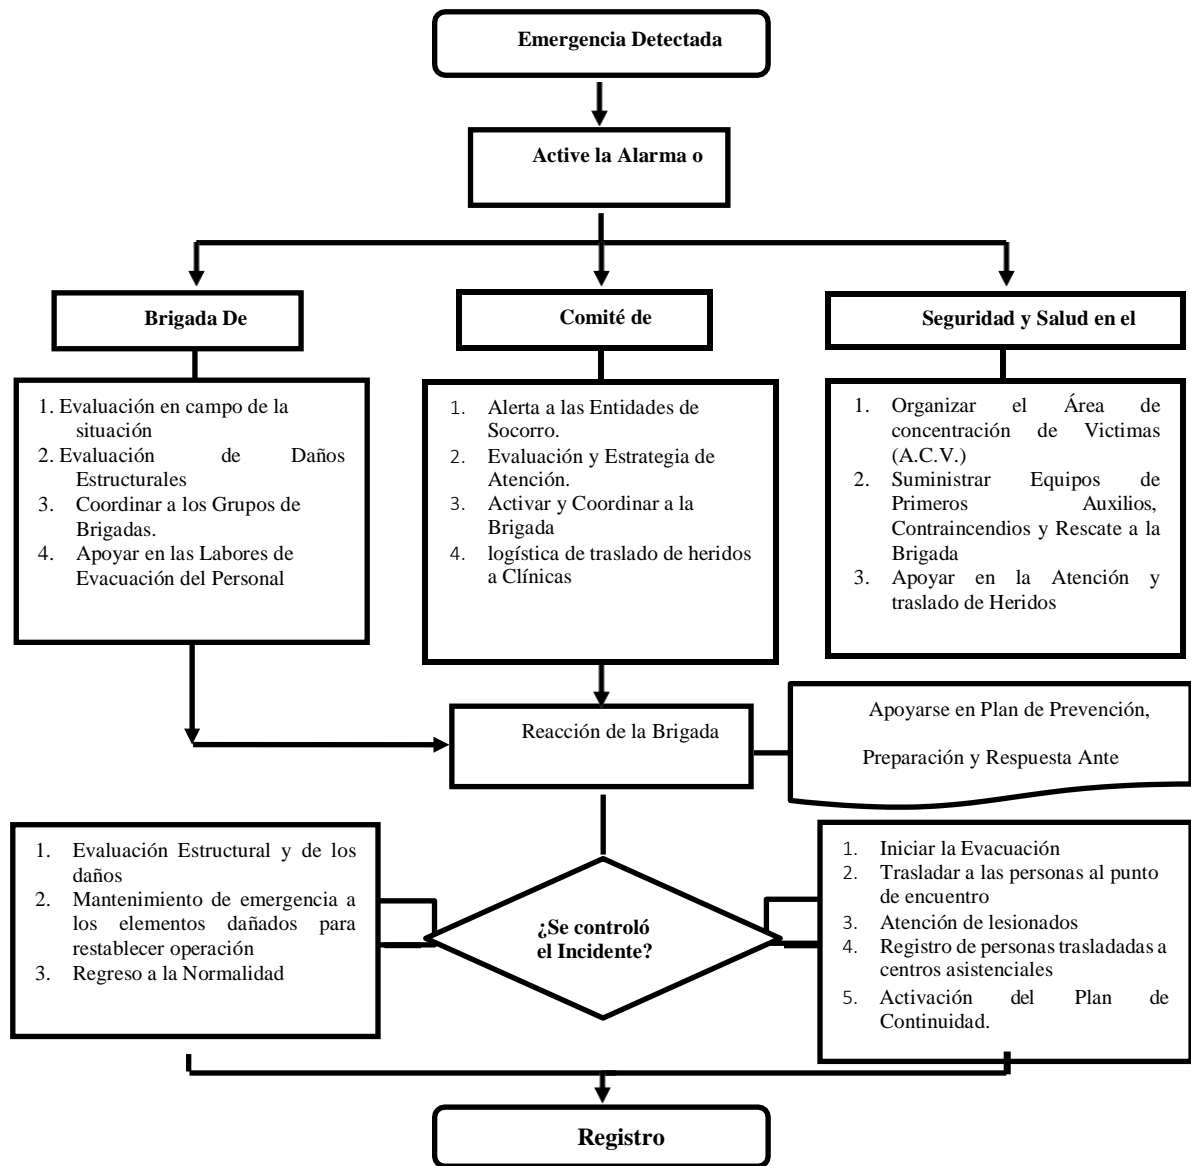 Emergencia Detectada
Active la Alarma o
Brigada De
Comité de
Seguridad y Salud en el
1. Evaluación en campo de la
situación
2. Evaluación de Daños
Estructurales
3. Coordinar a los Grupos de
Brigadas.
4. Apoyar en las Labores de
Evacuación del Personal
1. Alerta a las Entidades de
Socorro.
2. Evaluación y Estrategia de
Atención.
3. Activar y Coordinar a la
Brigada
4. logística de traslado de heridos
a Clínicas
1. Organizar el Área de
concentración de Victimas
(A.C.V.)
2. Suministrar Equipos de
Primeros Auxilios,
Contraincendios y Rescate a la
Brigada
3. Apoyar en la Atención y
traslado de Heridos
Reacción de la Brigada
Apoyarse en Plan de Prevención,
Preparación y Respuesta Ante
1. Evaluación Estructural y de los
daños
2. Mantenimiento de emergencia a
los elementos dañados para
restablecer operación
3. Regreso a la Normalidad
¿Se controló
el Incidente?
1. Iniciar la Evacuación
2. Trasladar a las personas al punto
de encuentro
3. Atención de lesionados
4. Registro de personas trasladadas a
centros asistenciales
5. Activación del Plan de
Continuidad.
Registro